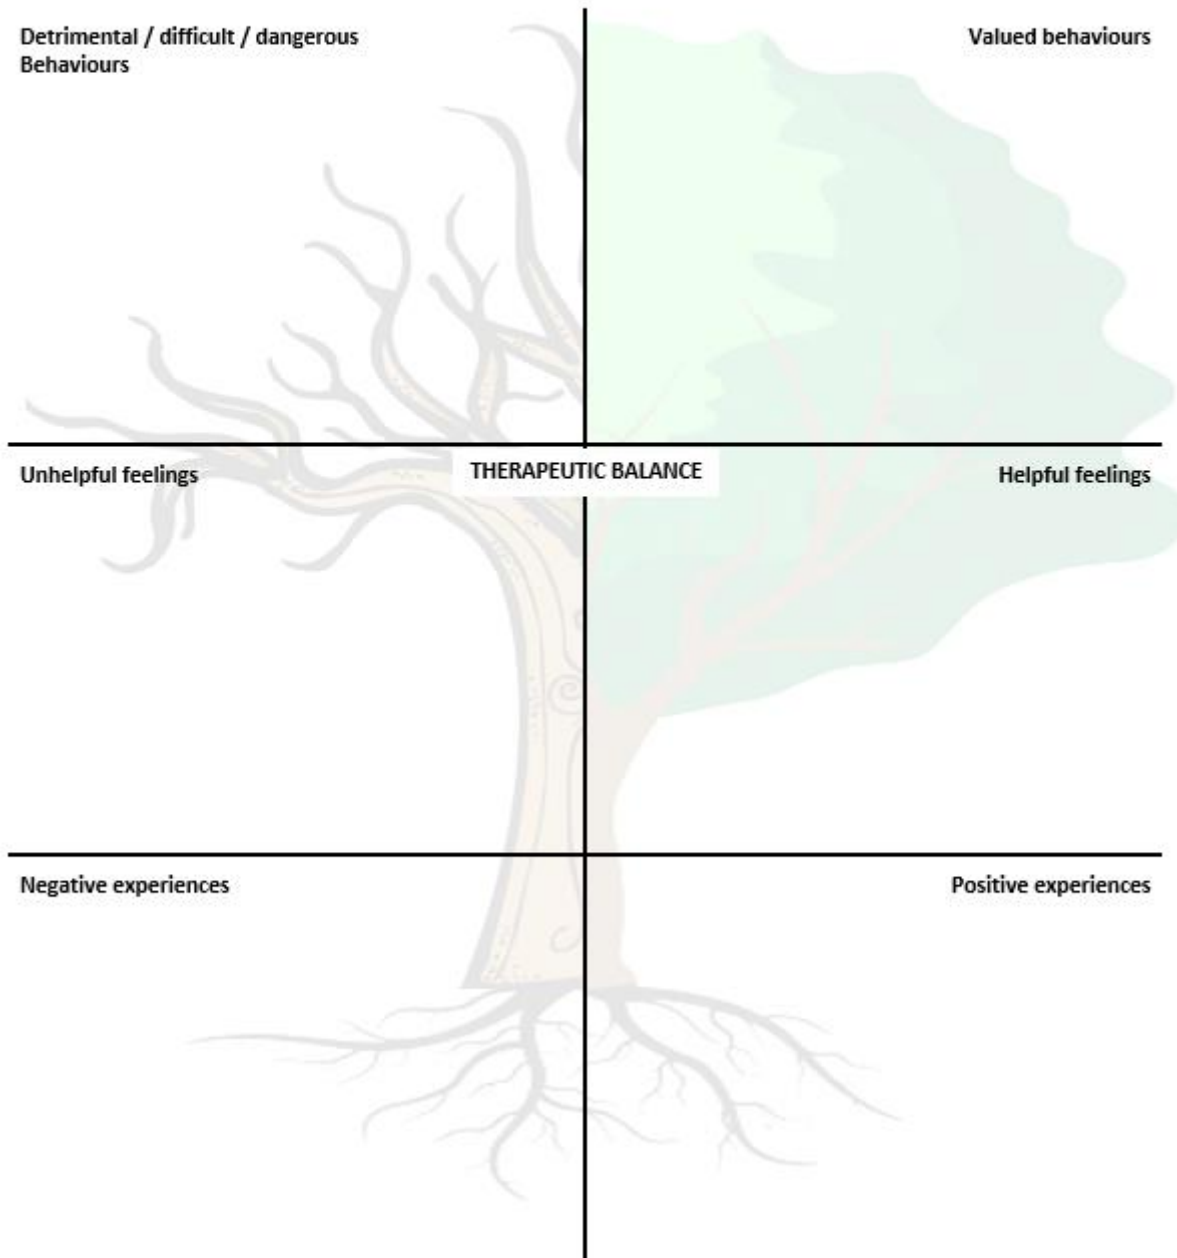 Detrimental / difficult / dangerous
Behaviours
Valued behaviours
Unhelpful feelings
THERAPEUTIC BALANCE
Helpful feelings
Negative experiences
Positive experiences